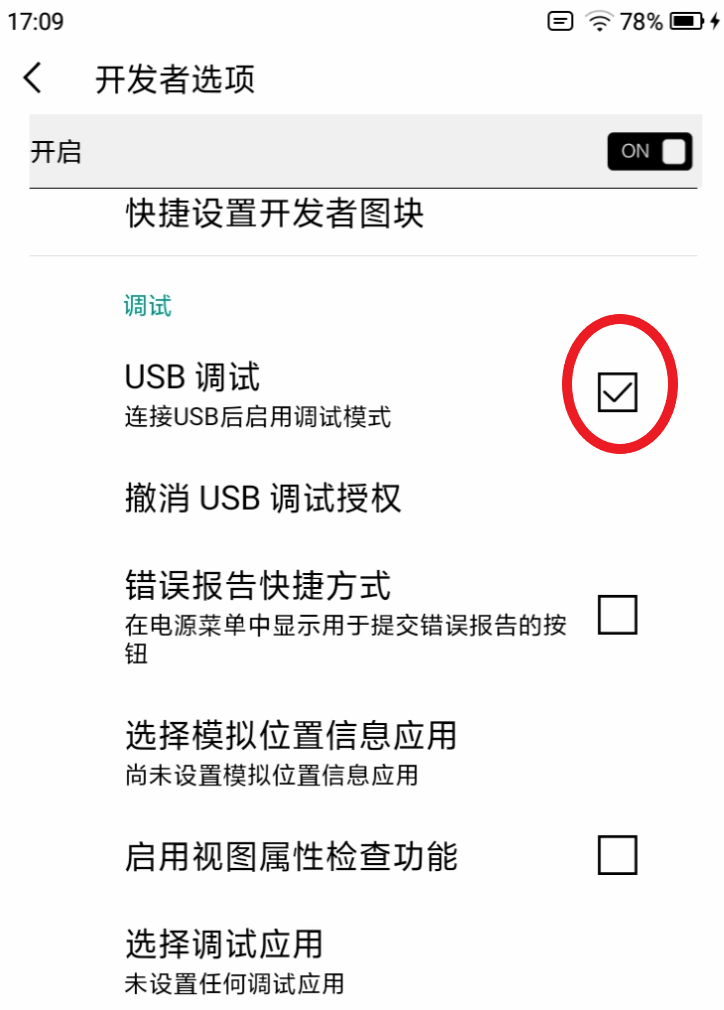 17:09 78%
开发者选项
开启 ON
快捷设置开发者图块
调试
USB 调试
连接USB后启用调试模式
撤消 USB 调试授权
错误报告快捷方式
在电源菜单中显示用于提交错误报告的按
钮
选择模拟位置信息应用
尚未设置模拟位置信息应用
启用视图属性检查功能
选择调试应用
未设置任何调试应用